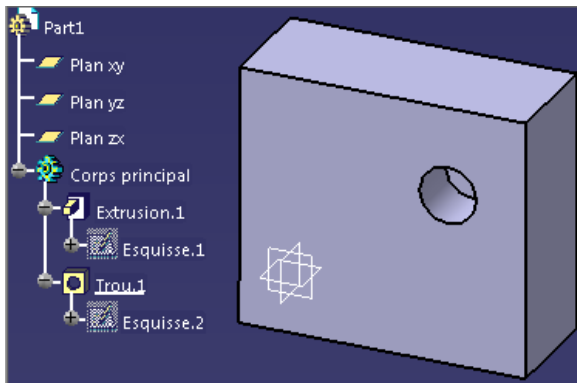 Part1
Plan xy
Plan yz
Plan zx
Corps principal
Extrusion.1
Esquisse.1
Trou.1
Esquisse.2